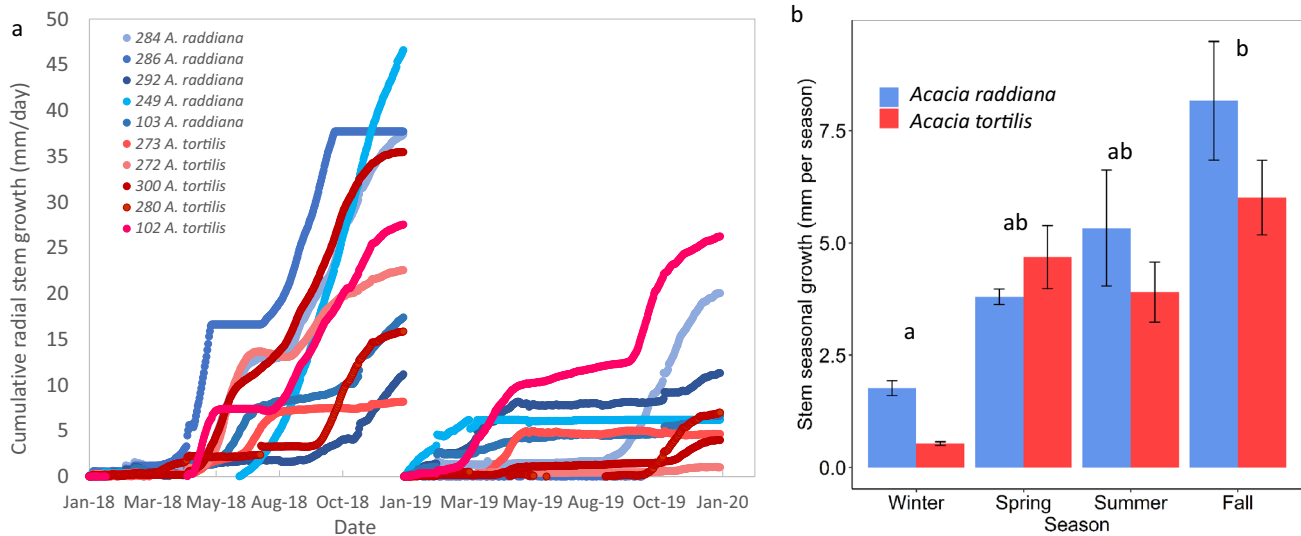 a
Cumulative radial stem growth (mm/day)
50
45
40
35
30
25
20
15
10
5
0
284 A. raddiana
286 A. raddiana
292 A. raddiana
249 A. raddiana
103 A. raddiana
273 A. tortilis
272 A. tortilis
300 A. tortilis
280 A. tortilis
102 A. tortilis
Jan-18 Mar-18 May-18 Aug-18 Oct-18 Jan-19 Mar-19 May-19 Aug-19 Oct-19 Jan-20
Date
b
Stem seasonal growth (mm per season)
7.5
5.0
2.5
0.0
Acacia raddiana
Acacia tortilis
a
ab
ab
b
Winter Spring Summer Fall
Season